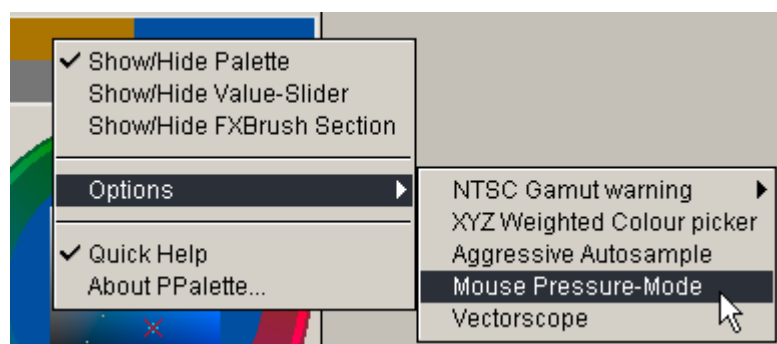 Show/Hide Palette
Show/Hide Value-Slider
Show/Hide FXBrush Section
Options
Quick Help
About PPalette...
NTSC Gamut warning
XYZ Weighted Colour picker
Aggressive Autosample
Mouse Pressure-Mode
Vectorscope